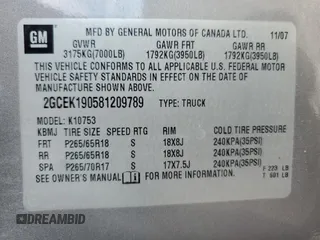 GM
MFD BY GENERAL MOTORS OF CANADA LTD. 11/07
GVWR GAWR FRT GAWR RR
3175KG(7000LB) 1792KG(3950LB) 1792KG(3950LB)
THIS VEHICLE CONFORMS TO ALL APPLICABLE U.S. FEDERAL MOTOR
VEHICLE SAFETY STANDARDS IN EFFECT ON THE DATE OF
MANUFACTURE SHOWN ABOVE.
2GCEK190581209789 TYPE: TRUCK
MODEL: K10753
KBMJ TIRE SIZE SPEED RTG RIM COLD TIRE PRESSURE
FRT P265/65R18 S 18X8J 240KPA(35PSI)
RR P265/65R18 S 18X8J 240KPA(35PSI)
SPA P265/70R17 S 17X7.5J 240KPA(35PSI)
SEE OWNER'S MANUAL FOR ADDITIONAL INFORMATION.
DREAMBID